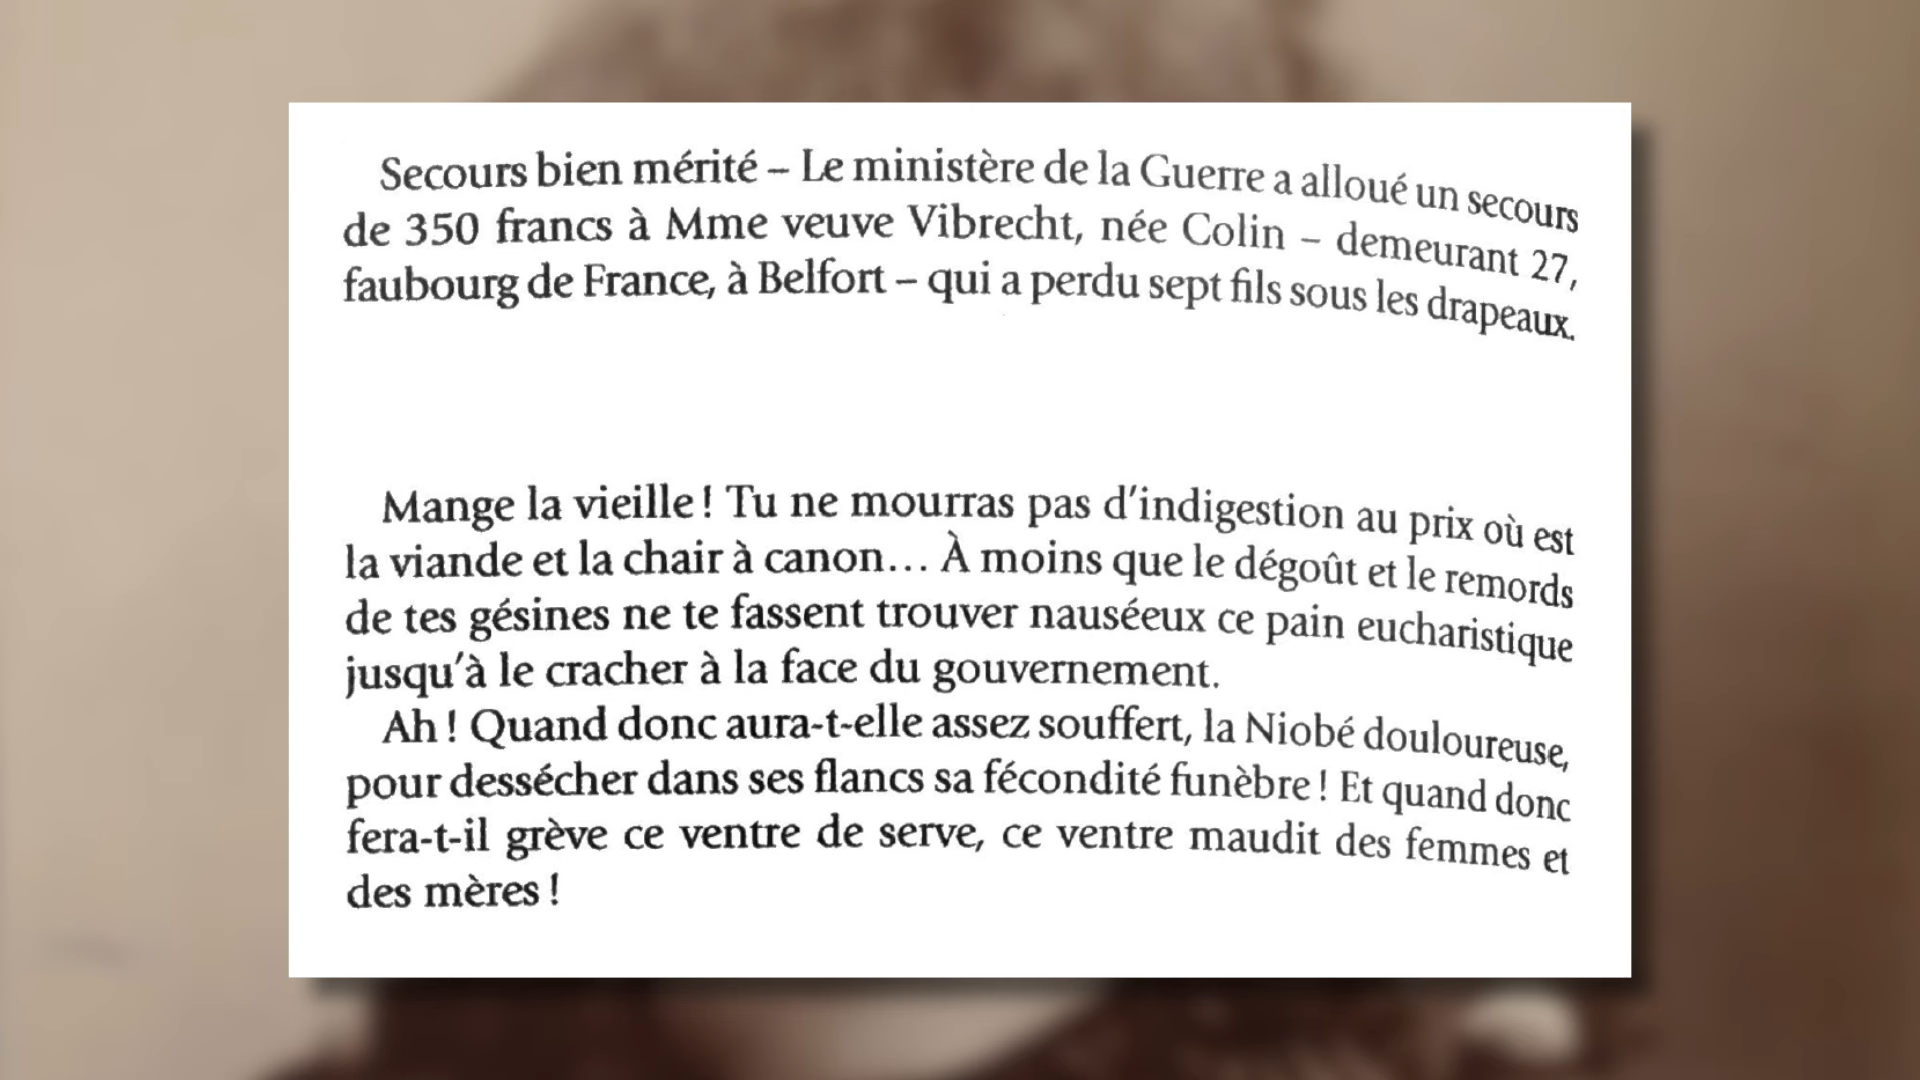 Secours bien mérité – Le ministère de la Guerre a alloué un secours
de 350 francs à Mme veuve Vibrecht, née Colin – demeurant 27,
faubourg de France, à Belfort – qui a perdu sept fils sous les drapeaux.
Mange la vieille ! Tu ne mourras pas d'indigestion au prix où est
la viande et la chair à canon... À moins que le dégoût et le remords
de tes gésines ne te fassent trouver nauséeux ce pain eucharistique
jusqu'à le cracher à la face du gouvernement.
Ah ! Quand donc aura-t-elle assez souffert, la Niobé douloureuse,
pour dessécher dans ses flancs sa fécondité funèbre ! Et quand donc
fera-t-il grève ce ventre de serve, ce ventre maudit des femmes et
des mères !